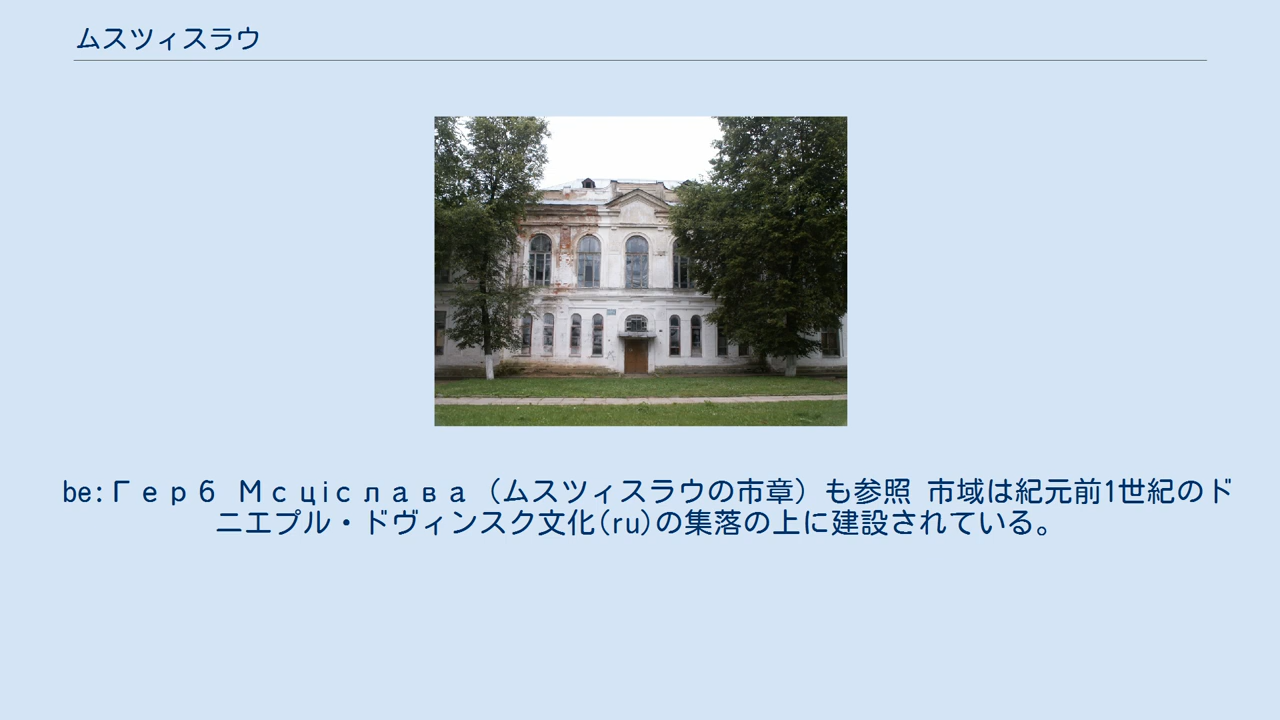 ムスツィスラウ
be:Герб Мсціслава（ムスツィスラウの市章）も参照 市域は紀元前1世紀のド
ニエプル・ドヴィンスク文化(ru)の集落の上に建設されている。